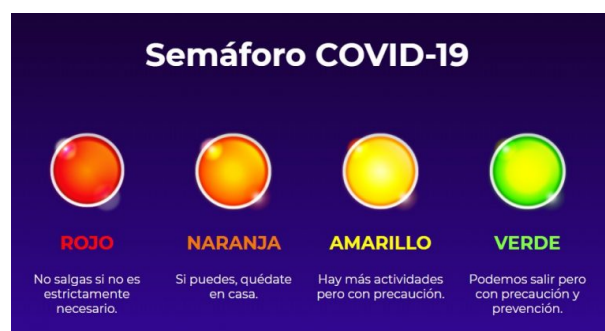 Semáforo COVID-19
ROJO
No salgas si no es
estrictamente
necesario.
NARANJA
Si puedes, quédate
en casa.
AMARILLO
Hay más actividades
pero con precaución.
VERDE
Podemos salir pero
con precaución y
prevención.